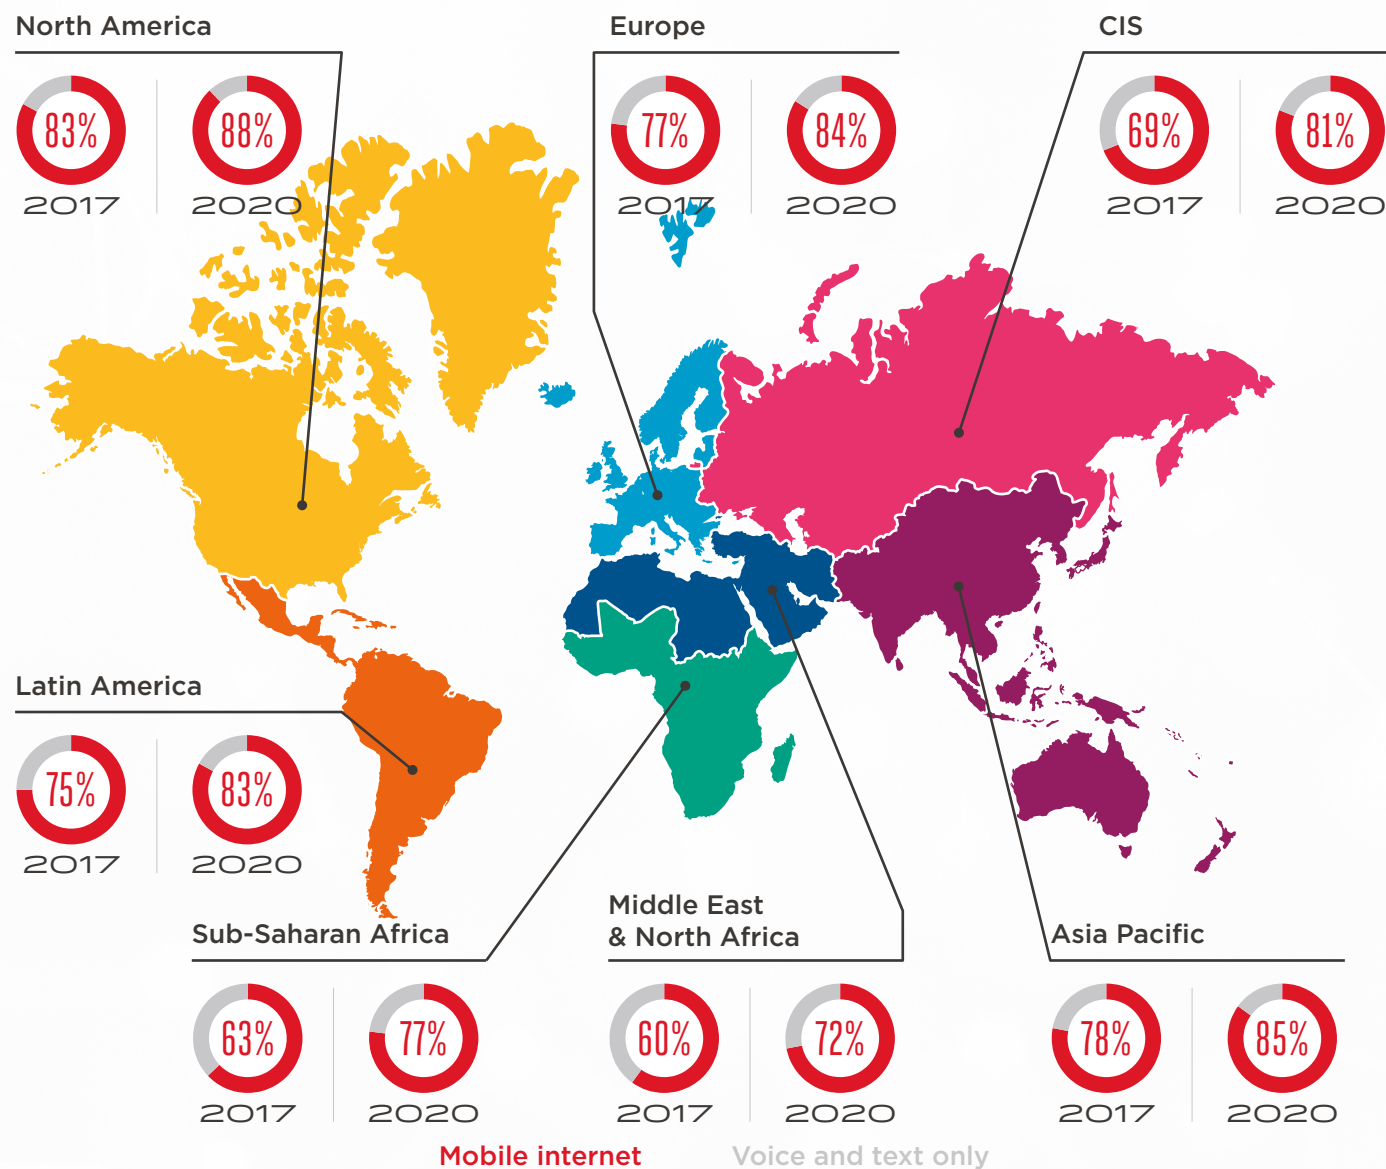 North America
83%
88%
2017
2020
Europe
77%
84%
2017
2020
CIS
69%
81%
2017
2020
Latin America
75%
83%
2017
2020
Sub-Saharan Africa
63%
77%
2017
2020
Middle East
& North Africa
60%
72%
2017
2020
Asia Pacific
78%
85%
2017
2020
Mobile internet
Voice and text only